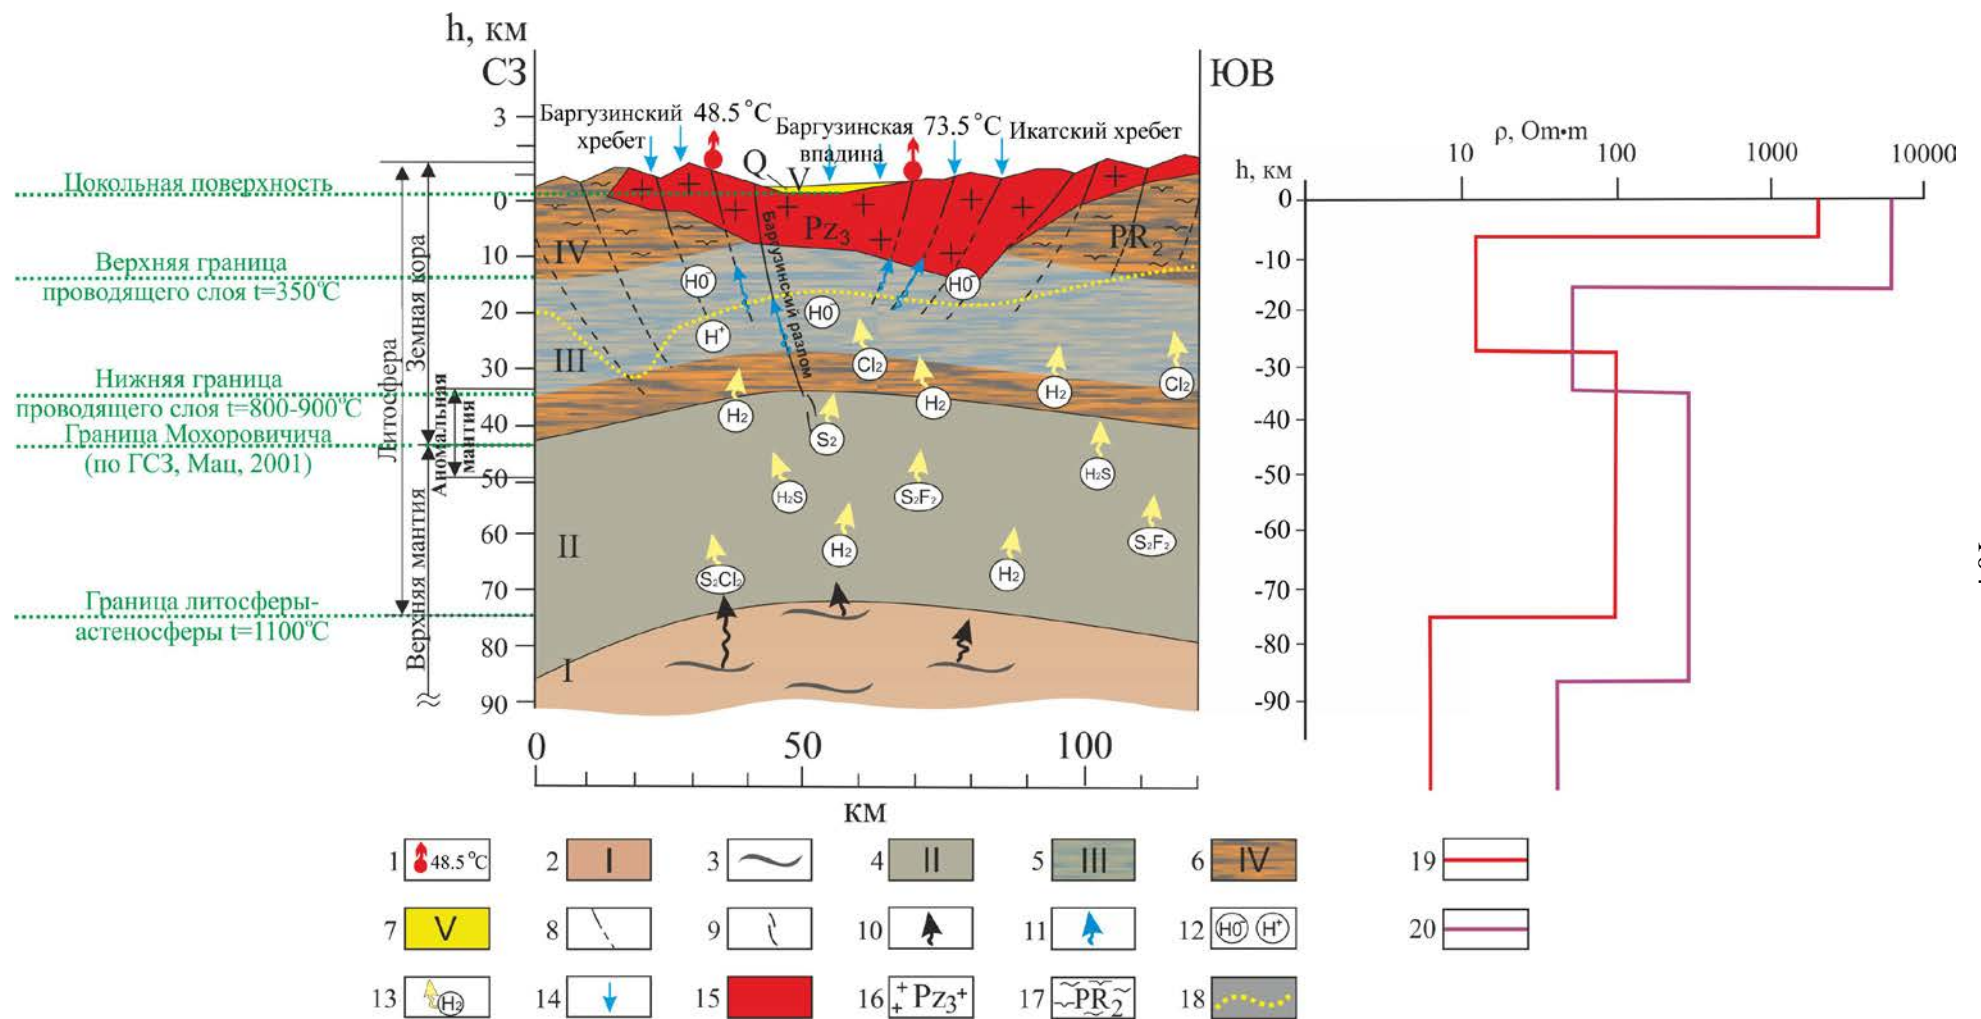 h, км
СЗ
ЮВ
3
0
10
20
30
40
50
60
70
80
90
Баргузинский
хребет
48.5 °C
Баргузинская
впадина
73.5 °C
Икатский хребет
Q
V
Pz₃
PR₂
IV
III
II
I
Баргузинский разлом
H0⁻
H0⁻
H0⁻
H⁺
Cl₂
H₂
H₂
H₂
Cl₂
S₂
H₂S
H₂S
S₂F₂
S₂F₂
H₂
H₂
S₂Cl₂
Цокольная поверхность
Верхняя граница
проводящего слоя t=350°C
Нижняя граница
проводящего слоя t=800-900°C
Граница Мохоровичича
(по ГСЗ, Мац, 2001)
Граница литосферы-
астеносферы t=1100°C
Литосфера
Земная кора
Верхняя мантия
Аномальная
мантия
0 50 100
км
ρ, Om•m
10 100 1000 10000
h, км
0
-10
-20
-30
-40
-50
-60
-70
-80
-90
1 48.5 °C
2 I
3
4 II
5 III
6 IV
19
7 V
8
9
10
11
12 H0⁻ H⁺
20
13 H₂
14
15
16 Pz₃
17 PR₂
18